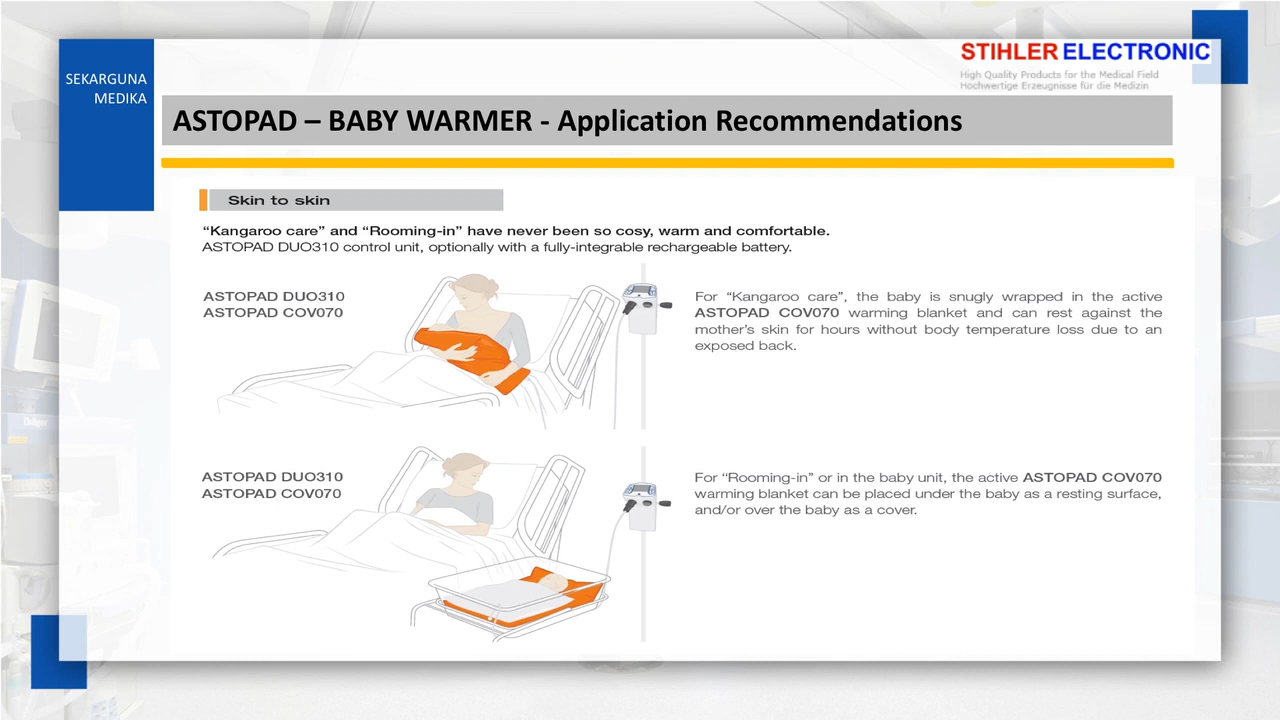 SEKARGUNA
MEDIKA
STIHLER ELECTRONIC
High Quality Products for the Medical Field
Hochwertige Erzeugnisse für die Medizin
ASTOPAD – BABY WARMER - Application Recommendations
Skin to skin
“Kangaroo care” and “Rooming-in” have never been so cosy, warm and comfortable.
ASTOPAD DUO310 control unit, optionally with a fully-integrable rechargeable battery.
ASTOPAD DUO310
ASTOPAD COV070
For “Kangaroo care”, the baby is snugly wrapped in the active
ASTOPAD COV070 warming blanket and can rest against the
mother’s skin for hours without body temperature loss due to an
exposed back.
ASTOPAD DUO310
ASTOPAD COV070
For “Rooming-in” or in the baby unit, the active ASTOPAD COV070
warming blanket can be placed under the baby as a resting surface,
and/or over the baby as a cover.